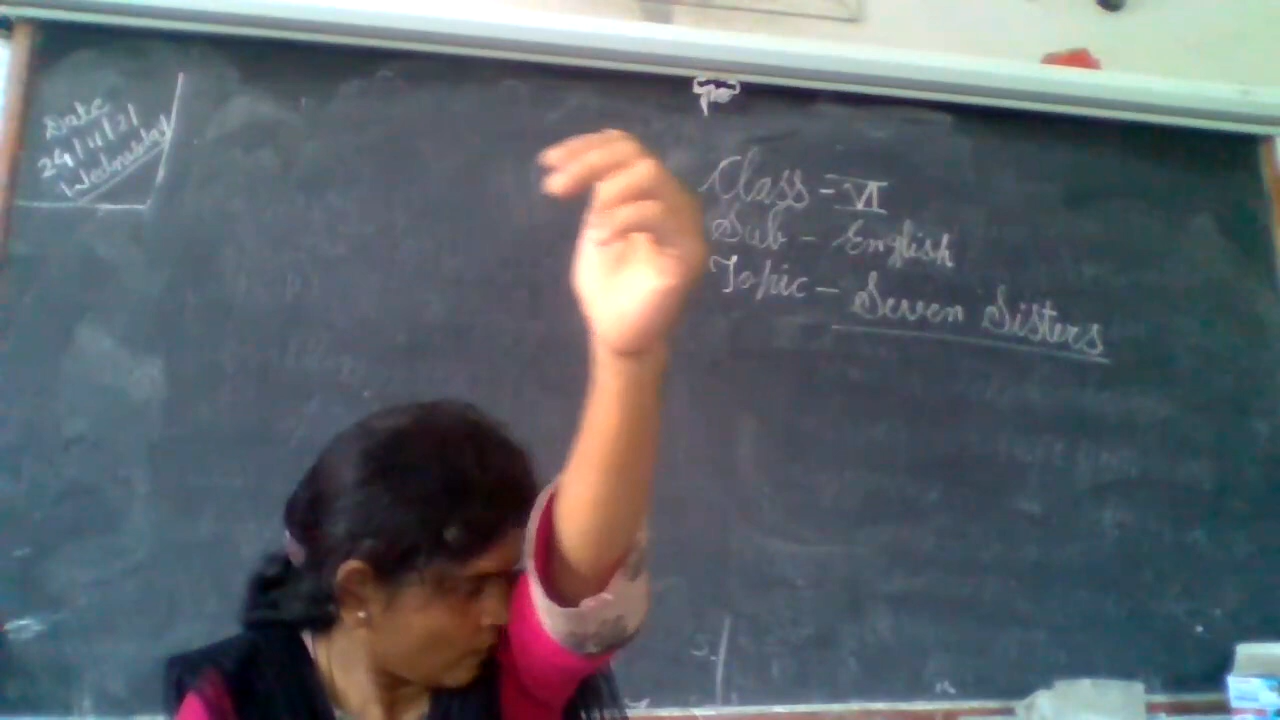 Date
24/11/21
Wednesday
Class - VI
Sub - English
Topic - Seven Sisters